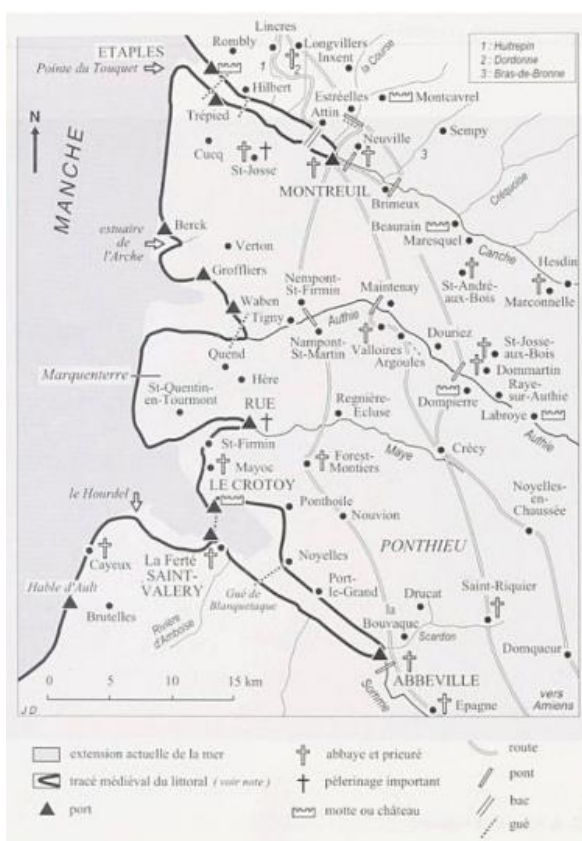 Lincres
Rombly
Longvillers
ETAPLES
1
2
Inxent
la Course
1 : Huitrepin
2 : Dordonne
3 : Bras-de-Bronne
Pointe du Touquet
Hilbert
Estréelles
Montcavrel
Attin
Trépied
N
Neuville
Sempy
Cucq
St-Josse
3
MONTREUIL
MANCHE
Brimeux
Créquoise
Beaurain
Berck
Maresquel
estuaire
de
l'Arche
Verton
Canche
Hesdin
Groffliers
Nempont-
St-Firmin
Maintenay
St-André-
aux-Bois
Marconnelle
Waben
Tigny
Authie
Nampont-
St-Martin
Valloires
Argoules
Douriez
St-Josse-
aux-Bois
Quend
Dommartin
Marquenterre
Hère
St-Quentin-
en-Tourmont
Dompierre
Raye-
sur-Authie
RUE
Regnière-
Ecluse
Labroye
Authie
St-Firmin
Maye
Crécy
Mayoc
Forest-
Montiers
Noyelles-
en-
Chaussée
le Hourdel
LE CROTOY
Ponthoile
Nouvion
PONTHIEU
Cayeux
La Ferté
SAINT-
VALERY
Noyelles
Hable d'Ault
Gué de
Blanquetaque
Port-
le-Grand
Drucat
Saint-Riquier
Brutelles
la
Bouvaque
Rivière
d'Amboise
Scardon
Domqueur
ABBEVILLE
0 5 10 15 km
Somme
vers
Amiens
J D
Epagne
extension actuelle de la mer
abbaye et prieuré
route
tracé médiéval du littoral ( voir note )
pèlerinage important
pont
port
motte ou château
bac
gué